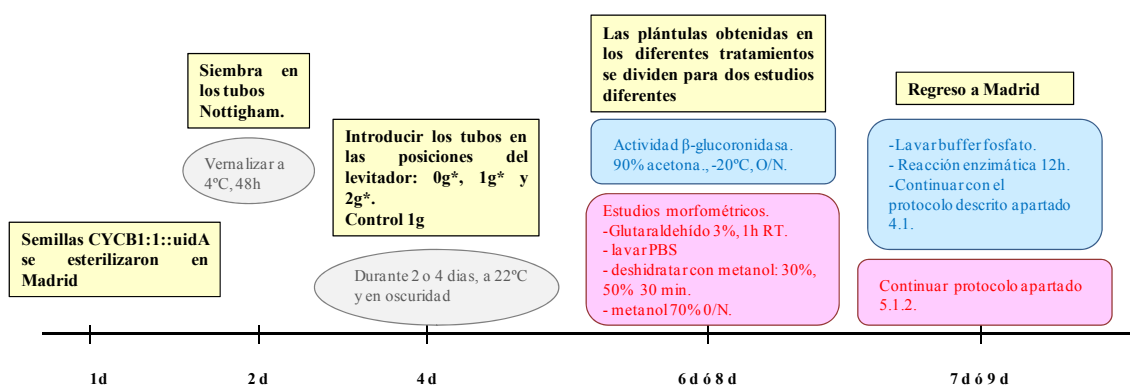 Semillas CYCB1:1::uidA
se esterilizaron en
Madrid
Siembra en
los tubos
Nottigham.
Vernalizar a
4ºC, 48h
Introducir los tubos en
las posiciones del
levitador: 0g*, 1g* y
2g*.
Control 1g
Durante 2 o 4 dias, a 22ºC
y en oscuridad
Las plántulas obtenidas en
los diferentes tratamientos
se dividen para dos estudios
diferentes
Actividad β-glucoronidasa.
90% acetona., -20ºC, O/N.
Estudios morfométricos.
-Glutaraldehído 3%, 1h RT.
- lavar PBS
- deshidratar con metanol: 30%,
50% 30 min.
- metanol 70% 0/N.
Regreso a Madrid
-Lavar buffer fosfato.
- Reacción enzimática 12h.
-Continuar con el
protocolo descrito apartado
4.1.
Continuar protocolo apartado
5.1.2.
1d
2 d
4 d
6 d ó 8 d
7 d ó 9 d